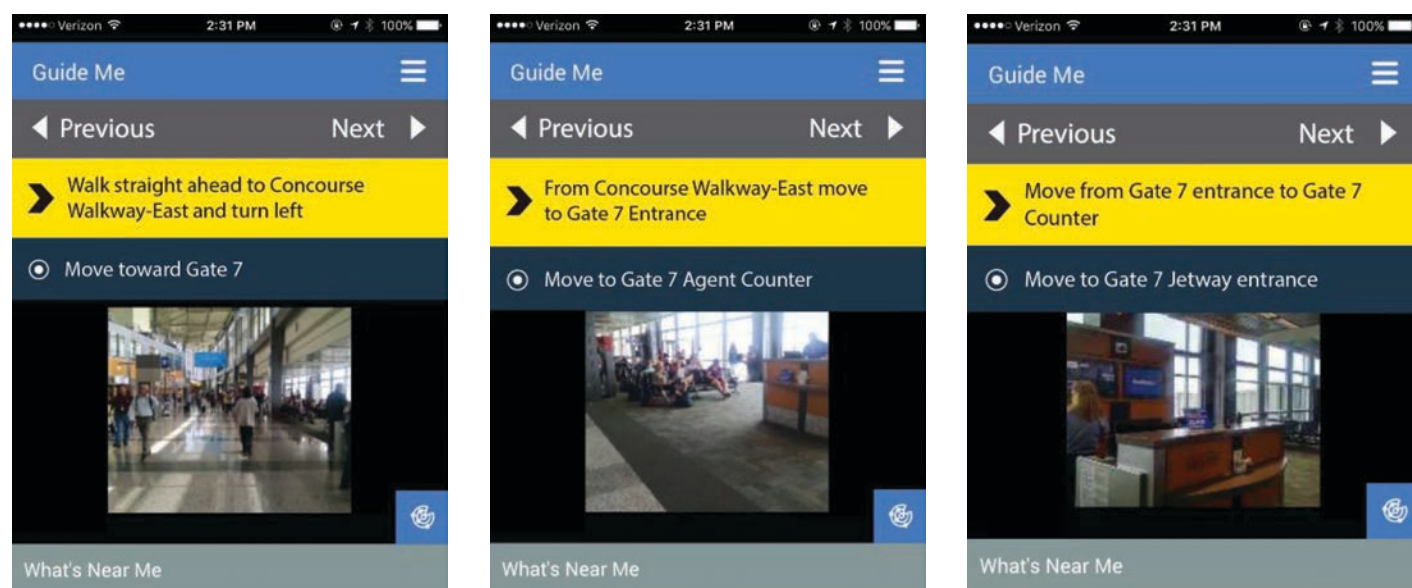 Verizon 2:31 PM 100%
Guide Me
Previous Next
Walk straight ahead to Concourse
Walkway-East and turn left
Move toward Gate 7
What's Near Me
Verizon 2:31 PM 100%
Guide Me
Previous Next
From Concourse Walkway-East move
to Gate 7 Entrance
Move to Gate 7 Agent Counter
What's Near Me
Verizon 2:31 PM 100%
Guide Me
Previous Next
Move from Gate 7 entrance to Gate 7
Counter
Move to Gate 7 Jetway entrance
What's Near Me